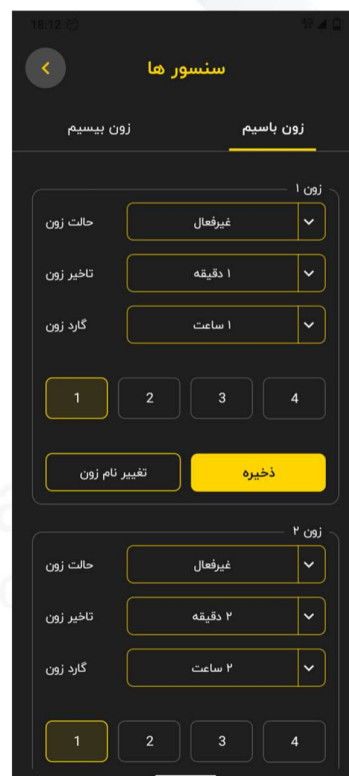 18:12
سنسور ها
زون باسیم
زون بیسیم
زون ۱
حالت زون
غیرفعال
تاخیر زون
۱ دقیقه
گارد زون
۱ ساعت
1 2 3 4
تغییر نام زون
ذخیره
زون ۲
حالت زون
غیرفعال
تاخیر زون
۲ دقیقه
گارد زون
۲ ساعت
1 2 3 4